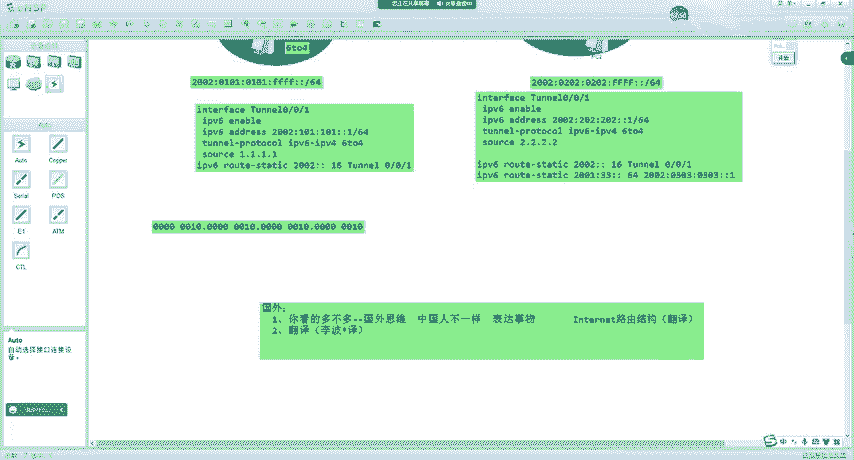 eNSP
6to4
2002:0101:0101:ffff::/64
interface Tunnel0/0/1
ipv6 enable
ipv6 address 2002:101:101::1/64
tunnel-protocol ipv6-ipv4 6to4
source 1.1.1.1
ipv6 route-static 2002:: 16 Tunnel 0/0/1
2002:0202:0202:FFFF::/64
interface Tunnel0/0/1
ipv6 enable
ipv6 address 2002:202:202::1/64
tunnel-protocol ipv6-ipv4 6to4
source 2.2.2.2
ipv6 route-static 2002:: 16 Tunnel 0/0/1
ipv6 route-static 2001:33:: 64 2002:0303:0303::1
0000 0010.0000 0010.0000 0010.0000 0010
国外：
1、你看的多不多--国外思维 中国人不一样 表达事物 Internet路由结构（翻译）
2、翻译（李波*译）
Auto
Copper
Serial
POS
E1
ATM
CTL
Auto
自动选择接口连接设备。